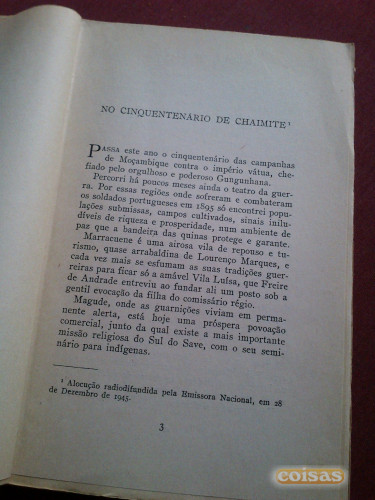 NO CINQUENTENÁRIO DE CHAIMITE ¹
PASSA este ano o cinquentenário das campanhas
de Moçambique contra o império vátua, che-
fiado pelo orgulhoso e poderoso Gungunhana.
Percorri há poucos meses ainda o teatro da guer-
ra. Por essas regiões onde sofreram e combateram
os soldados portugueses em 1895 só encontrei popu-
lações submissas, campos cultivados, sinais inilu-
díveis de riqueza e prosperidade, num ambiente de
paz que a bandeira das quinas protege e garante.
Marracuene é uma airosa vila de repouso e tu-
rismo, quase arrabaldina de Lourenço Marques, e
cada vez mais se esfumam as suas tradições guer-
reiras para ficar só a amável Vila Luísa, que Freire
de Andrade entreviu ao fundar ali um posto sob a
gentil evocação da filha do comissário régio.
Magude, onde as guarnições viviam em perma-
nente alerta, está hoje uma próspera povoação
comercial, junto da qual existe a mais importante
missão religiosa do Sul do Save, com o seu semi-
nário para indígenas.
¹ Alocução radiodifundida pela Emissora Nacional, em 28
de Dezembro de 1945.
3
coisas